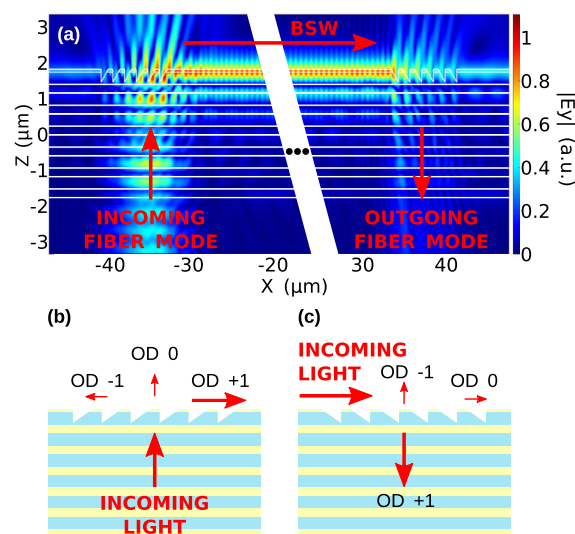 (a)
BSW
3
2
1
0
-1
-2
-3
Z (μm)
INCOMING
FIBER MODE
OUTGOING
FIBER MODE
-40 -30 -20 30 40
X (μm)
1
0.8
0.6
0.4
0.2
0
|Ey| (a.u.)
(b)
OD 0
OD -1
OD +1
INCOMING
LIGHT
(c)
INCOMING
LIGHT
OD -1
OD 0
OD +1